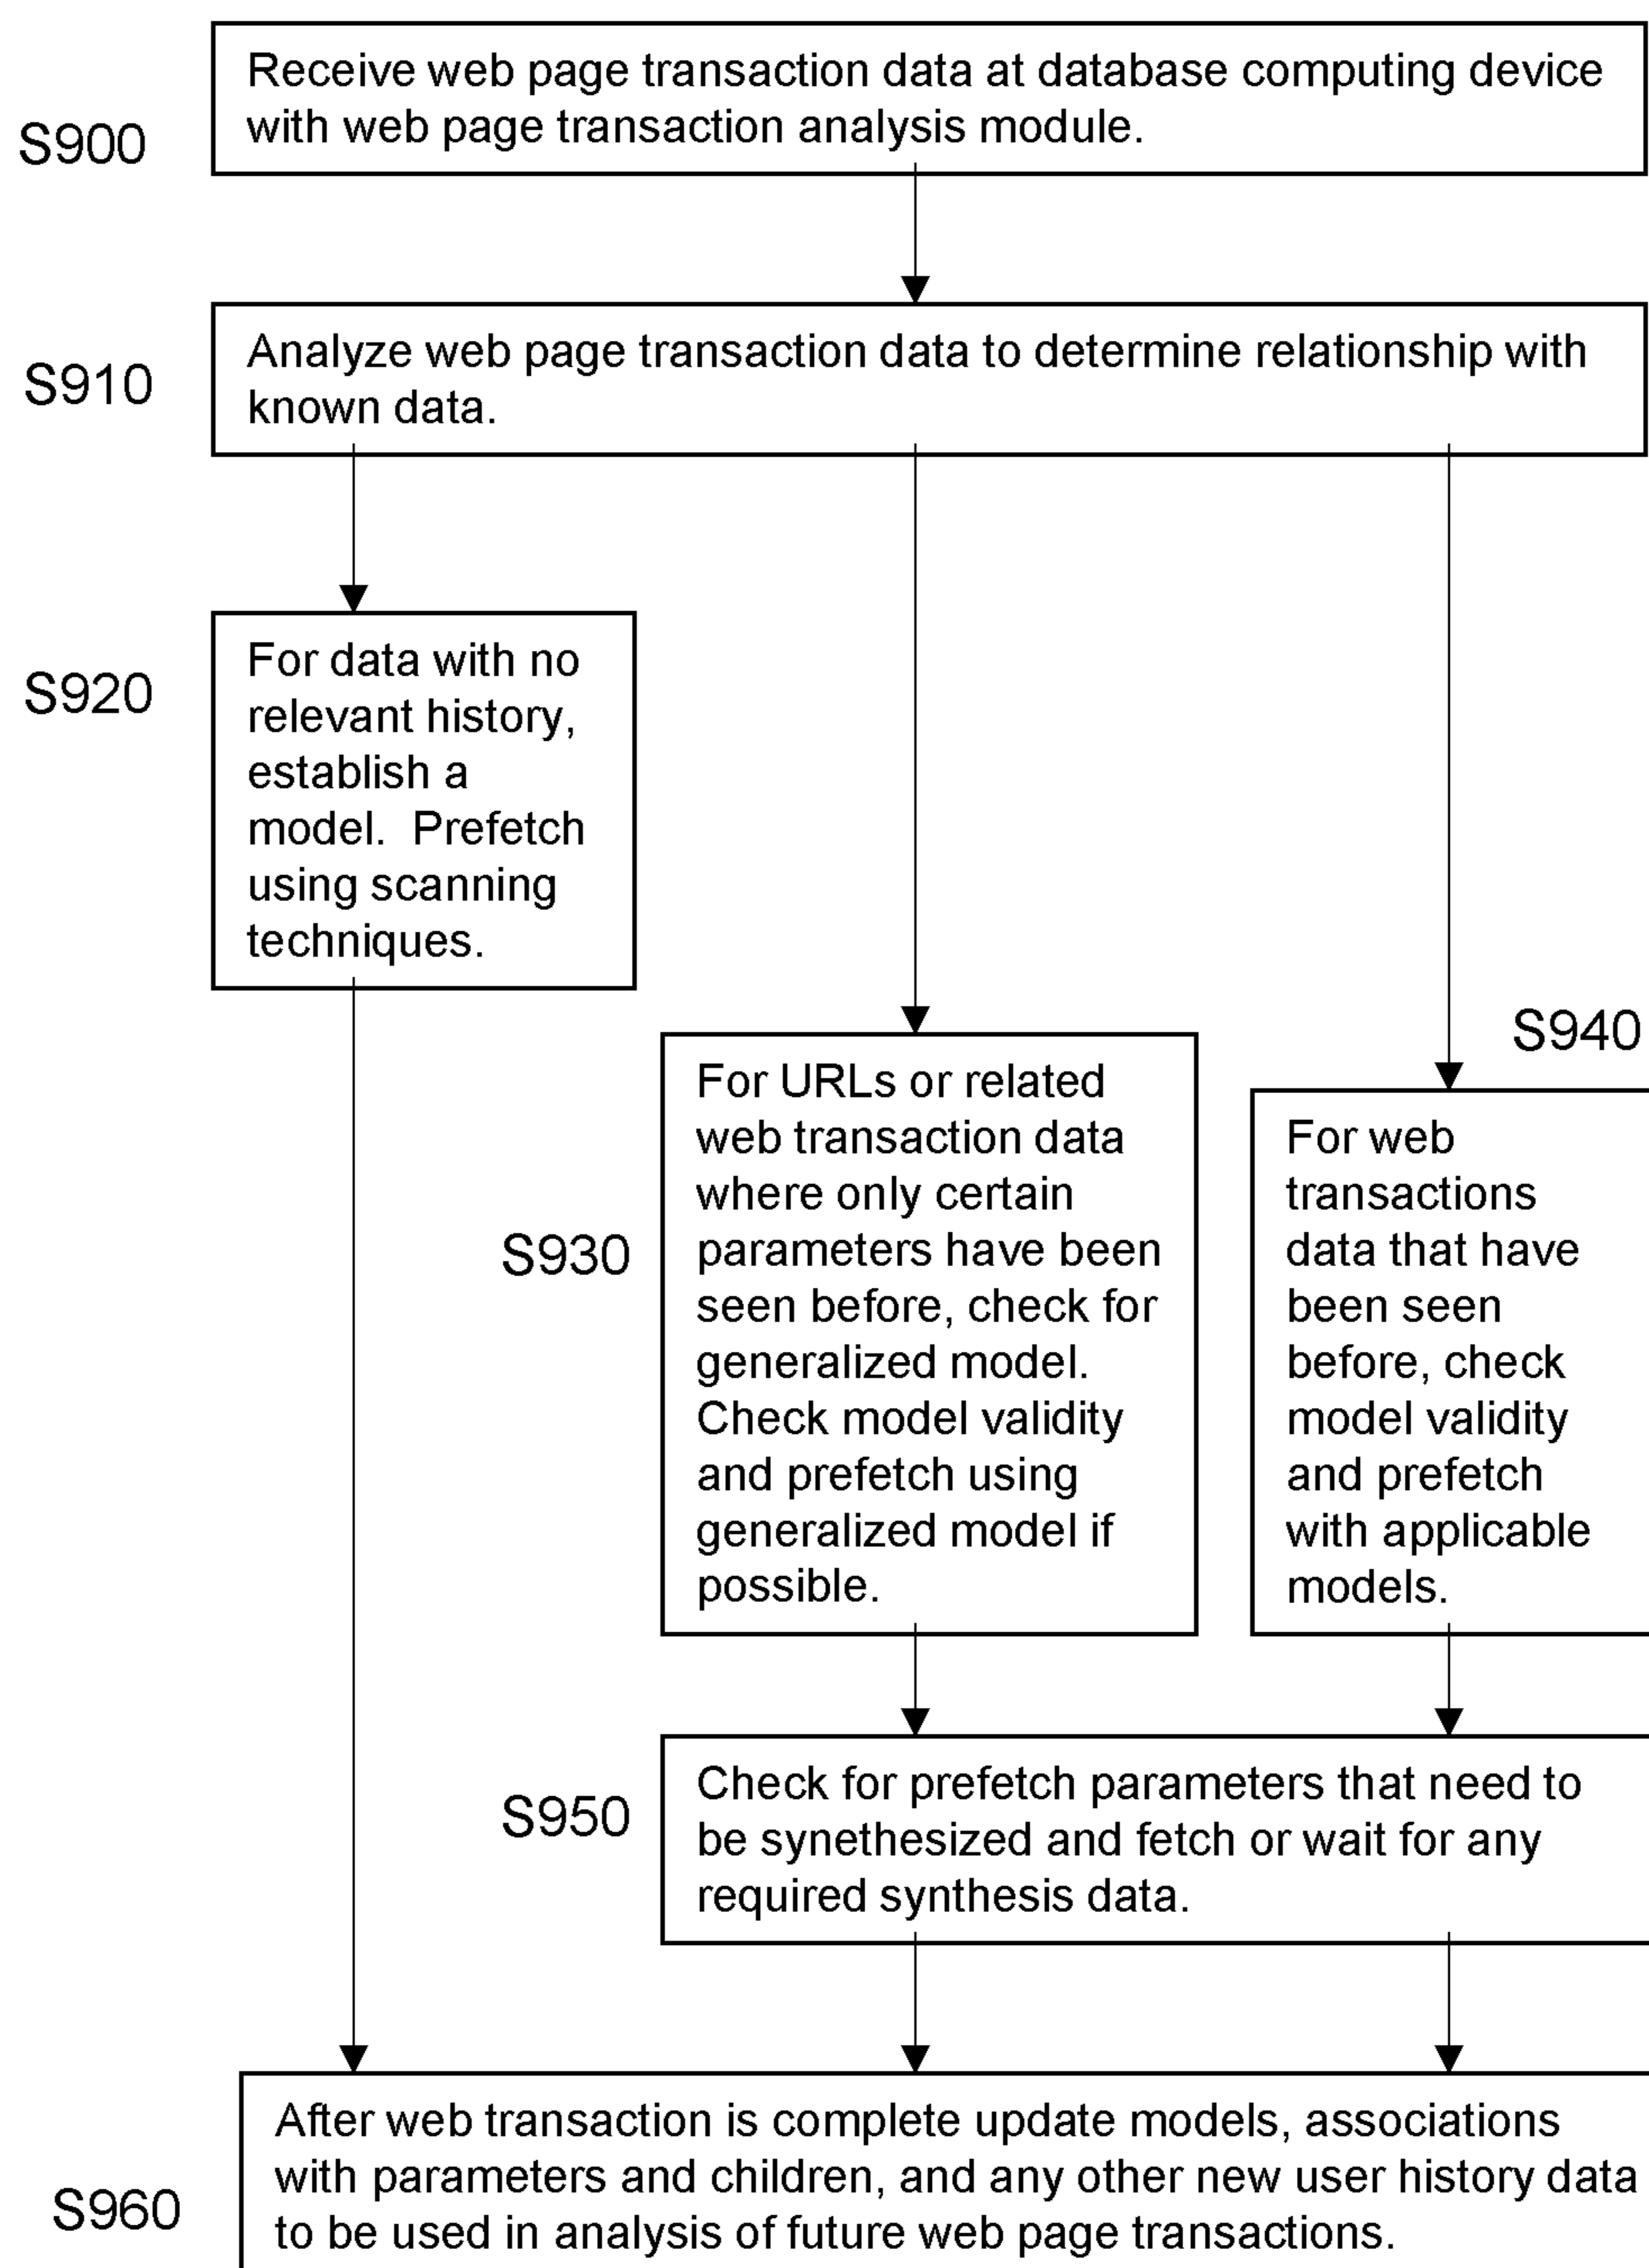 Receive web page transaction data at database computing device
with web page transaction analysis module.
S900
Analyze web page transaction data to determine relationship with
known data.
S910
For data with no
relevant history,
establish a
model.  Prefetch
using scanning
techniques.
S920
For URLs or related
web transaction data
where only certain
parameters have been
seen before, check for
generalized model.
Check model validity
and prefetch using
generalized model if
possible.
S930
S940
For web
transactions
data that have
been seen
before, check
model validity
and prefetch
with applicable
models.
Check for prefetch parameters that need to
be synethesized and fetch or wait for any
required synthesis data.
S950
After web transaction is complete update models, associations
with parameters and children, and any other new user history data
to be used in analysis of future web page transactions.
S960